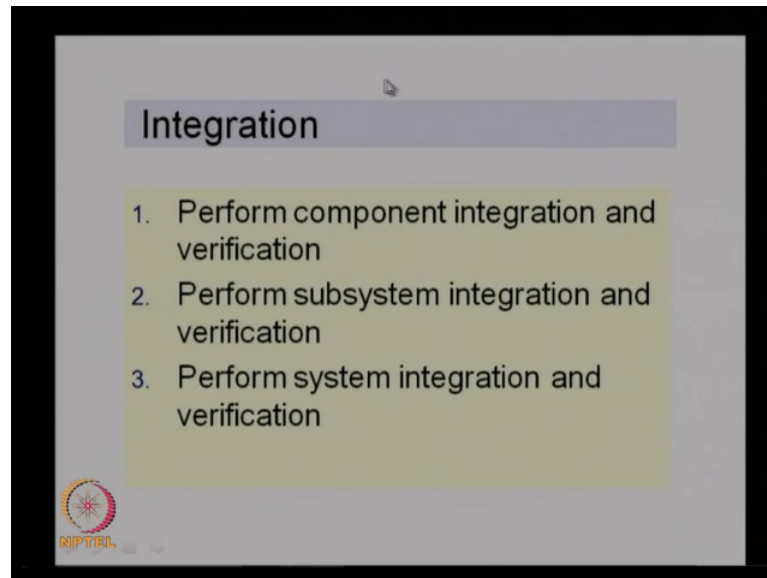 Integration
1. Perform component integration and
verification
2. Perform subsystem integration and
verification
3. Perform system integration and
verification
NPTEL